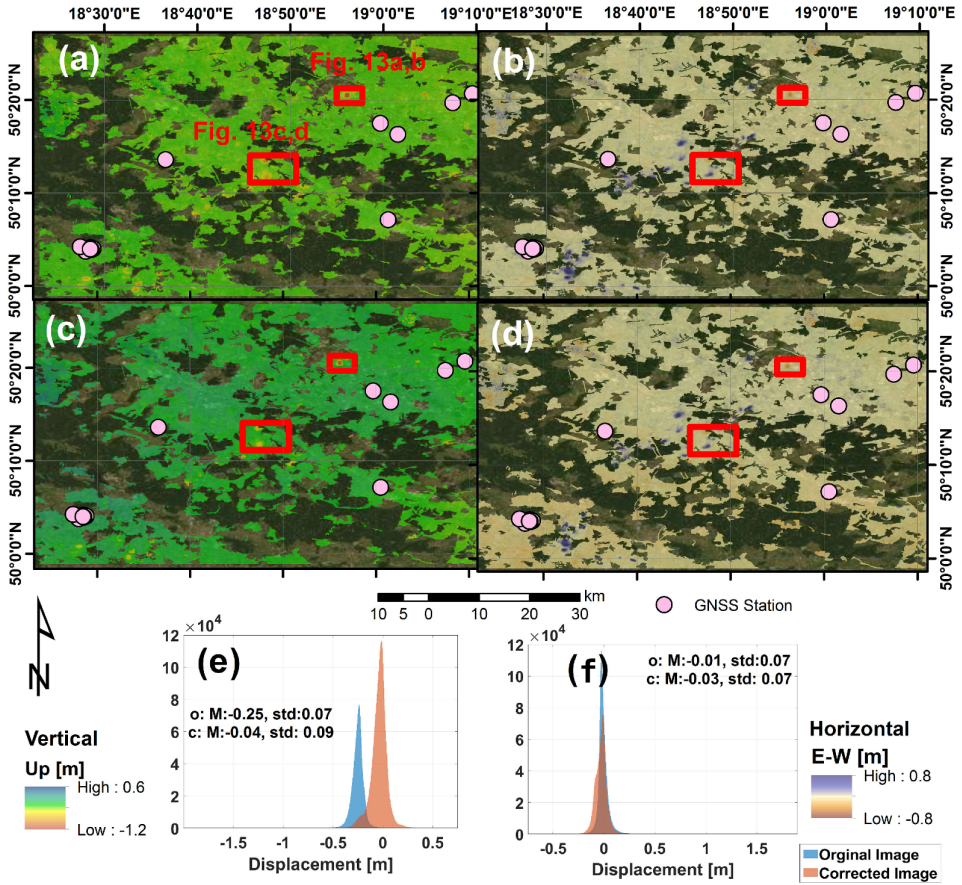 18°30'0"E 18°50'0"E 19°0'0"E 19°10'0"E
18°30'0"E 18°40'0"E 18°50'0"E 19°0'0"E 19°10'0"E
(a)
Fig. 13a,b
Fig. 13c,d
(b)
50°20'0"N
50°10'0"N
50°0'0"N
50°20'0"N
50°10'0"N
50°0'0"N
(c)
(d)
50°20'0"N
50°10'0"N
50°0'0"N
50°20'0"N
50°10'0"N
50°0'0"N
N
km
10 5 0 10 20 30
GNSS Station
×10⁴
12
10
8
6
4
2
0
(e)
o: M:-0.25, std:0.07
c: M:-0.04, std: 0.09
-1.5 -1 -0.5 0 0.5
Displacement [m]
×10⁴
12
10
8
6
4
2
0
(f)
o: M:-0.01, std:0.07
c: M:-0.03, std: 0.07
-0.5 0 0.5 1 1.5
Displacement [m]
Vertical
Up [m]
High : 0.6
Low : -1.2
Horizontal
E-W [m]
High : 0.8
Low : -0.8
Orginal Image
Corrected Image